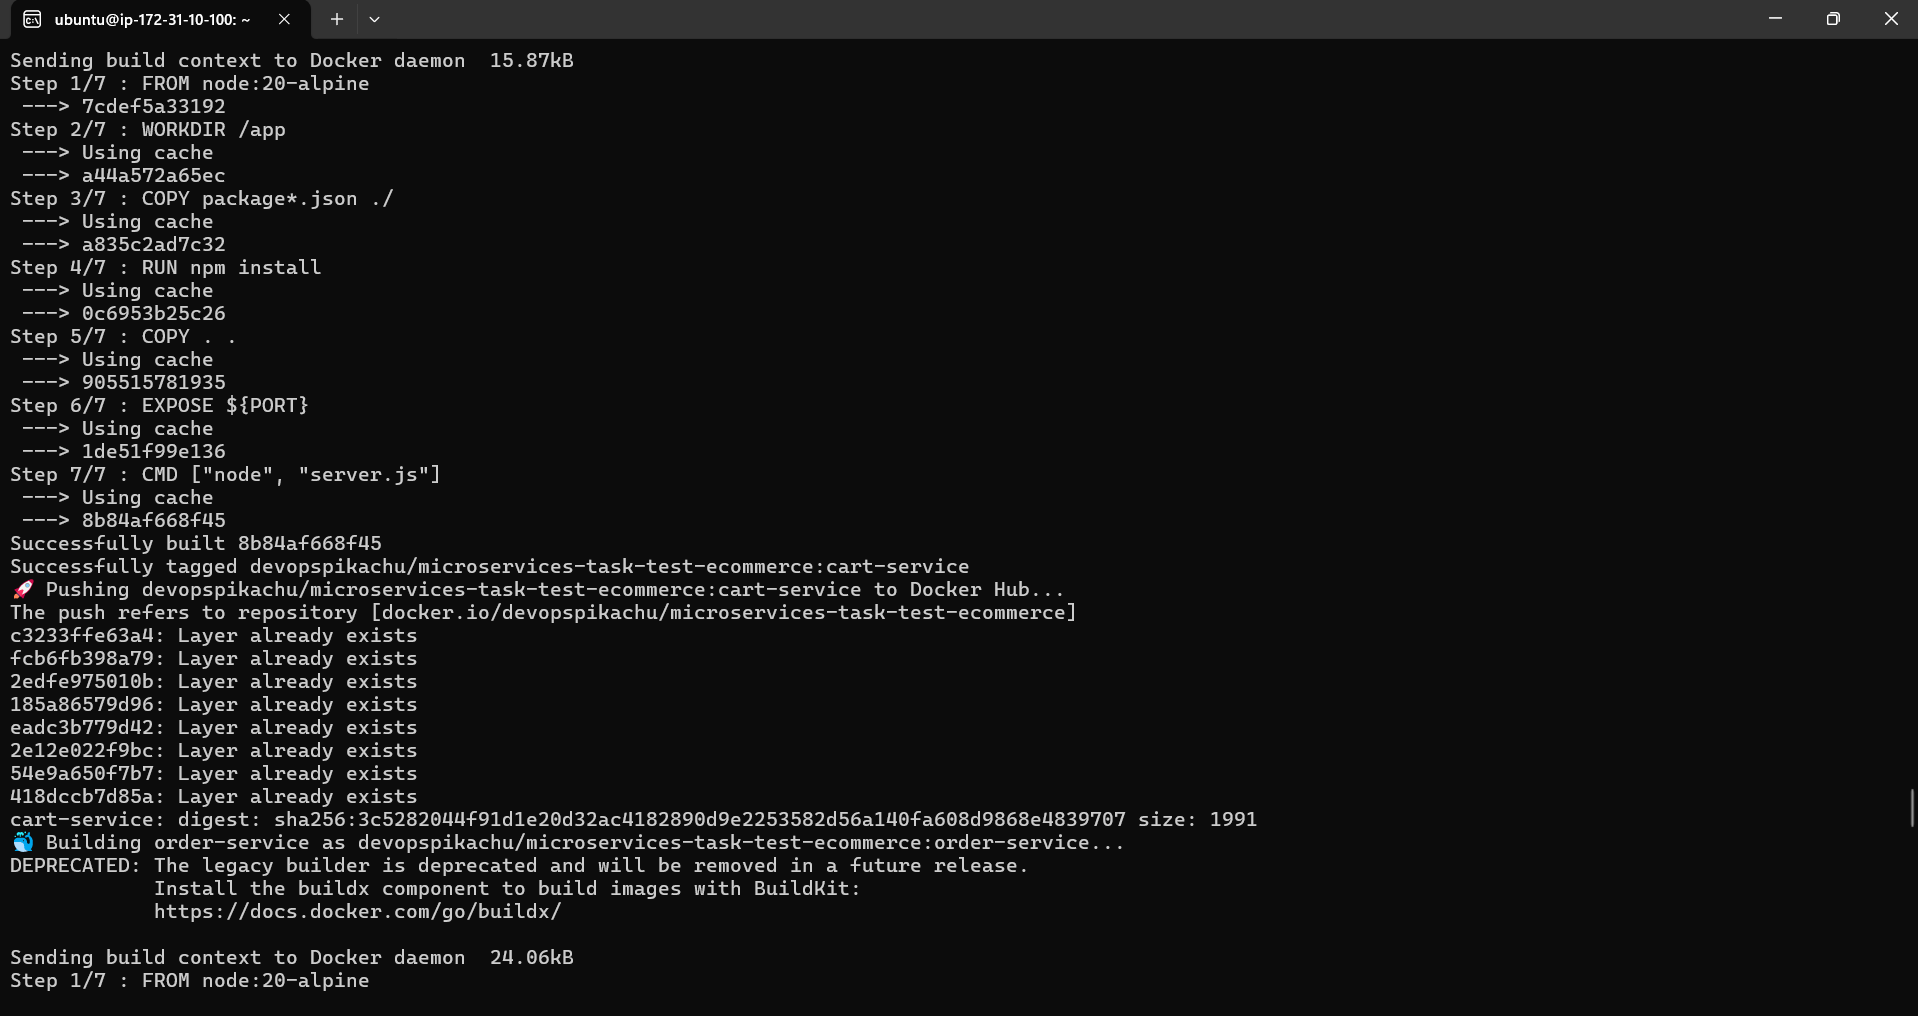 ubuntu@ip-172-31-10-100: ~
Sending build context to Docker daemon  15.87kB
Step 1/7 : FROM node:20-alpine
 ---> 7cdef5a33192
Step 2/7 : WORKDIR /app
 ---> Using cache
 ---> a44a572a65ec
Step 3/7 : COPY package*.json ./
 ---> Using cache
 ---> a835c2ad7c32
Step 4/7 : RUN npm install
 ---> Using cache
 ---> 0c6953b25c26
Step 5/7 : COPY . .
 ---> Using cache
 ---> 905515781935
Step 6/7 : EXPOSE ${PORT}
 ---> Using cache
 ---> 1de51f99e136
Step 7/7 : CMD ["node", "server.js"]
 ---> Using cache
 ---> 8b84af668f45
Successfully built 8b84af668f45
Successfully tagged devopspikachu/microservices-task-test-ecommerce:cart-service
🚀 Pushing devopspikachu/microservices-task-test-ecommerce:cart-service to Docker Hub...
The push refers to repository [docker.io/devopspikachu/microservices-task-test-ecommerce]
c3233ffe63a4: Layer already exists
fcb6fb398a79: Layer already exists
2edfe975010b: Layer already exists
185a86579d96: Layer already exists
eadc3b779d42: Layer already exists
2e12e022f9bc: Layer already exists
54e9a650f7b7: Layer already exists
418dccb7d85a: Layer already exists
cart-service: digest: sha256:3c5282044f91d1e20d32ac4182890d9e2253582d56a140fa608d9868e4839707 size: 1991
🐳 Building order-service as devopspikachu/microservices-task-test-ecommerce:order-service...
DEPRECATED: The legacy builder is deprecated and will be removed in a future release.
            Install the buildx component to build images with BuildKit:
            https://docs.docker.com/go/buildx/
Sending build context to Docker daemon  24.06kB
Step 1/7 : FROM node:20-alpine